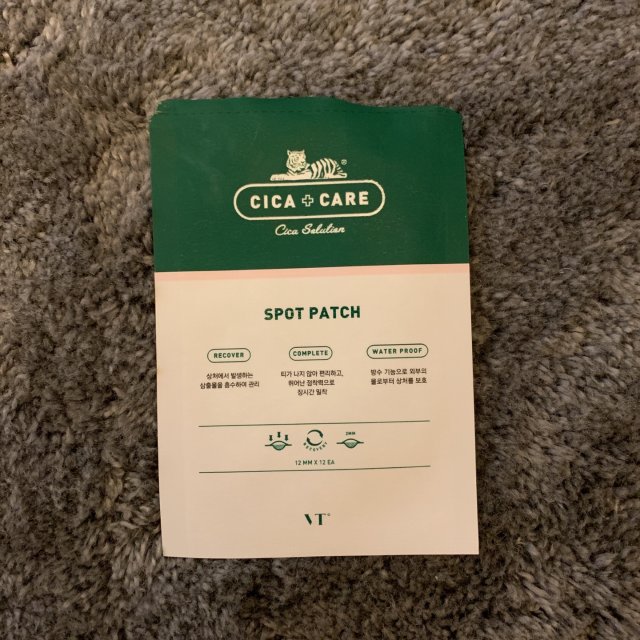 CICA + CARE
®
Cica Solution
SPOT PATCH
RECOVER
상처에서 발생하는
삼출물을 흡수하여 관리
COMPLETE
티가 나지 않아 편리하고,
뛰어난 점착력으로
장시간 밀착
WATER PROOF
방수 기능으로 외부의
물로부터 상처를 보호
RECOVERY
2MM
12 MM X 12 EA
VT